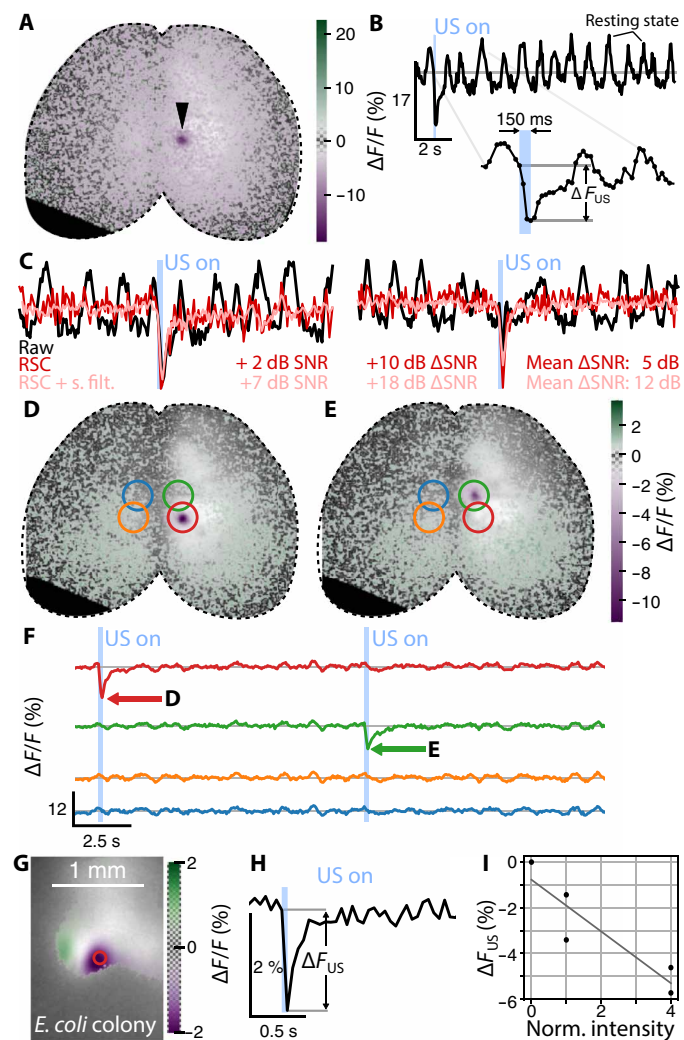 A
20
10
0
−10
ΔF/F (%)
B
US on
Resting state
17
2 s
150 ms
ΔF_US
C
US on
US on
Raw
RSC
RSC + s. filt.
+ 2 dB SNR
+7 dB SNR
+10 dB ΔSNR
+18 dB ΔSNR
Mean ΔSNR: 5 dB
Mean ΔSNR: 12 dB
D
E
2
0
−2
−4
−6
−8
−10
ΔF/F (%)
F
US on
US on
D
E
ΔF/F (%)
12
2.5 s
G
1 mm
E. coli colony
2
0
−2
ΔF/F (%)
H
US on
2 %
ΔF_US
0.5 s
I
0
−2
−4
−6
ΔF_US (%)
0
2
4
Norm. intensity